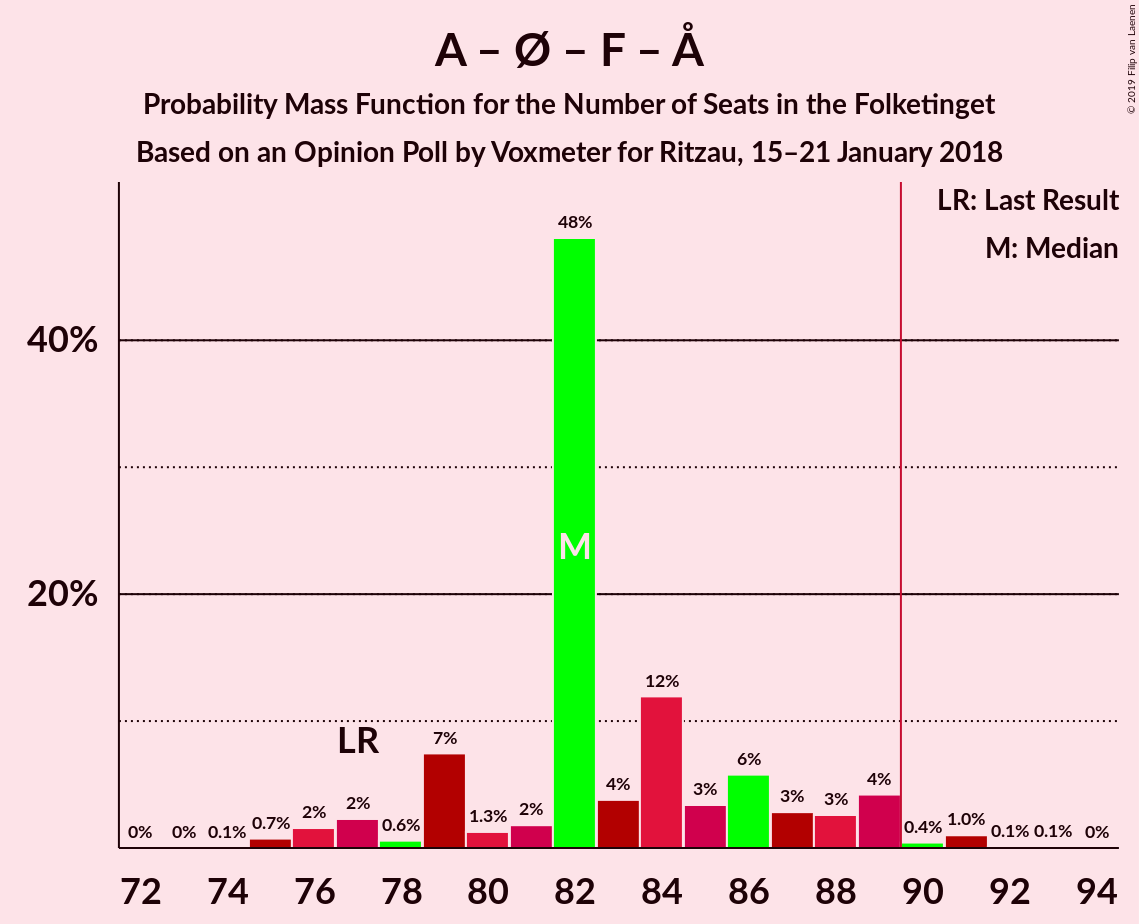 A – Ø – F – Å
Probability Mass Function for the Number of Seats in the Folketinget
Based on an Opinion Poll by Voxmeter for Ritzau, 15–21 January 2018
© 2019 Filip van Laenen
LR: Last Result
M: Median
48%
40%
M
20%
12%
LR
7%
6%
4%
3%
3%
3%
4%
0%
0%
0.1%
0.7%
2%
2%
0.6%
1.3%
2%
0.4%
1.0%
0.1%
0.1%
0%
72 74 76 78 80 82 84 86 88 90 92 94